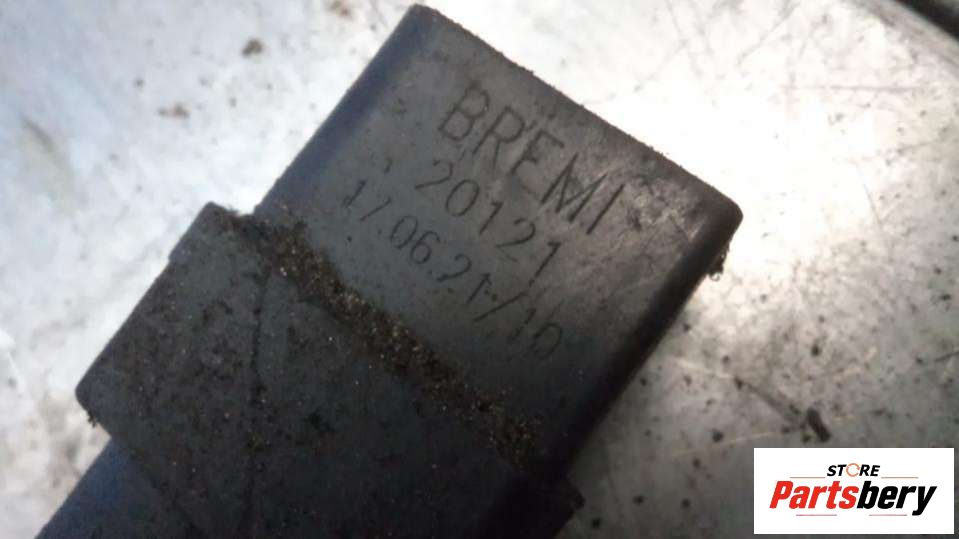 BREMI
20121
17.06.21/10
STORE
Partsbery